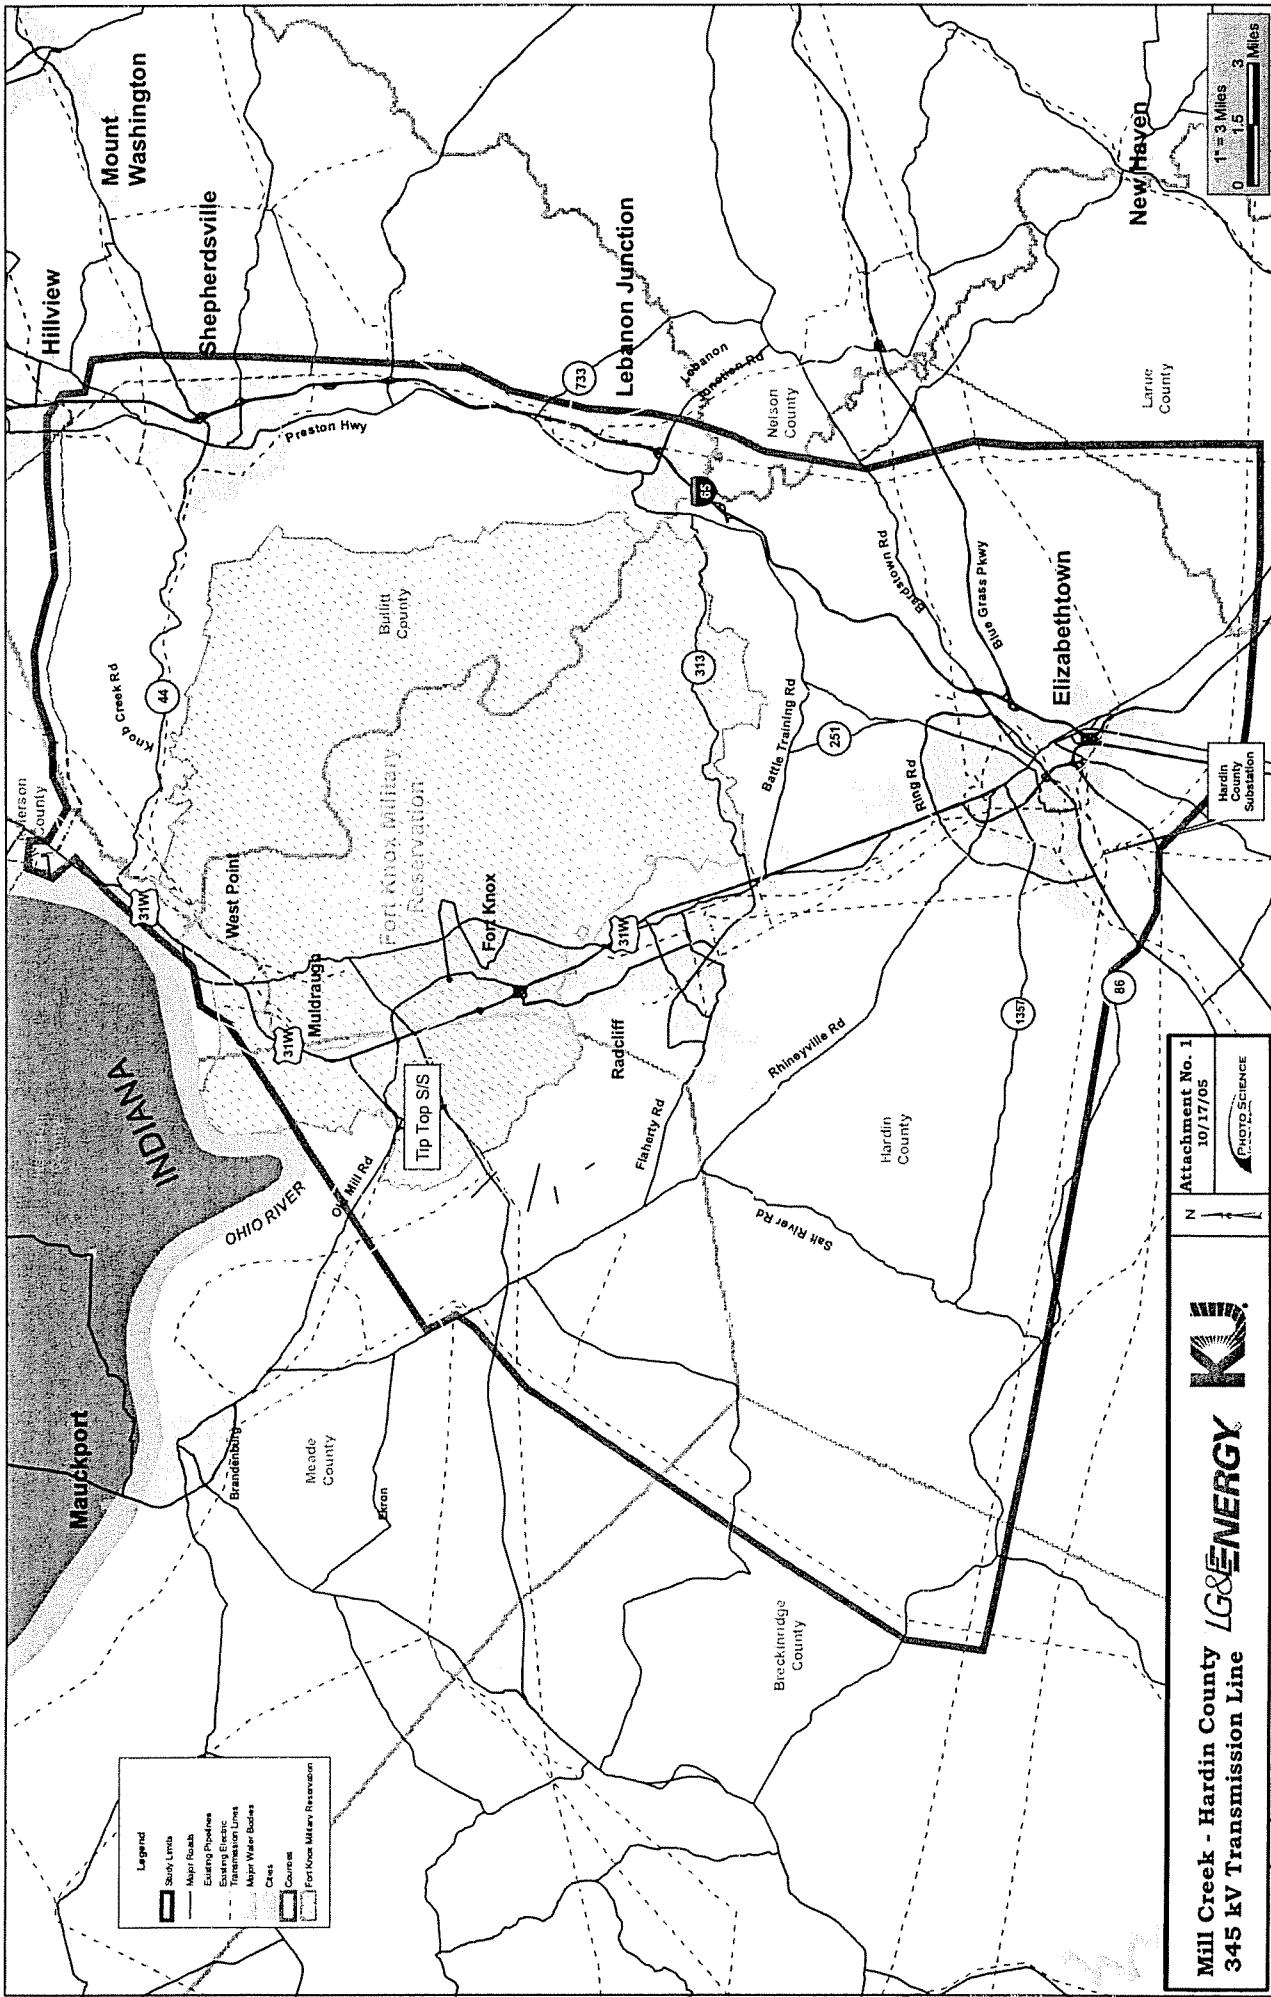 Mauckport
INDIANA
OHIO RIVER
Brandenburg
Meade
County
Ekron
Old Mill Rd
Tip Top S/S
31W
Muldraugh
West Point
31W
County
Knob Creek Rd
44
Hillview
Mount
Washington
Shepherdsville
Preston Hwy
Bullitt
County
Fort Knox Military
Reservation
Fort Knox
31W
Radcliff
Flaherty Rd
Rhineyville Rd
Salt River Rd
Hardin
County
1357
86
Breckinridge
County
733
Lebanon Junction
Lebanon
Junction Rd
65
313
Battle Training Rd
251
Ring Rd
Nelson
County
Bardstown Rd
Blue Grass Pkwy
Elizabethtown
Larue
County
New Haven
Hardin
County
Substation
1" = 3 Miles
0 1.5 3
Miles
Legend
Study Limits
Major Roads
Existing Pipelines
Existing Electric
Transmission Lines
Major Water Bodies
Cities
Counties
Fort Knox Military Reservation
Mill Creek - Hardin County
345 kV Transmission Line
LG&E ENERGY
KU
N
Attachment No. 1
10/17/05
PHOTO SCIENCE